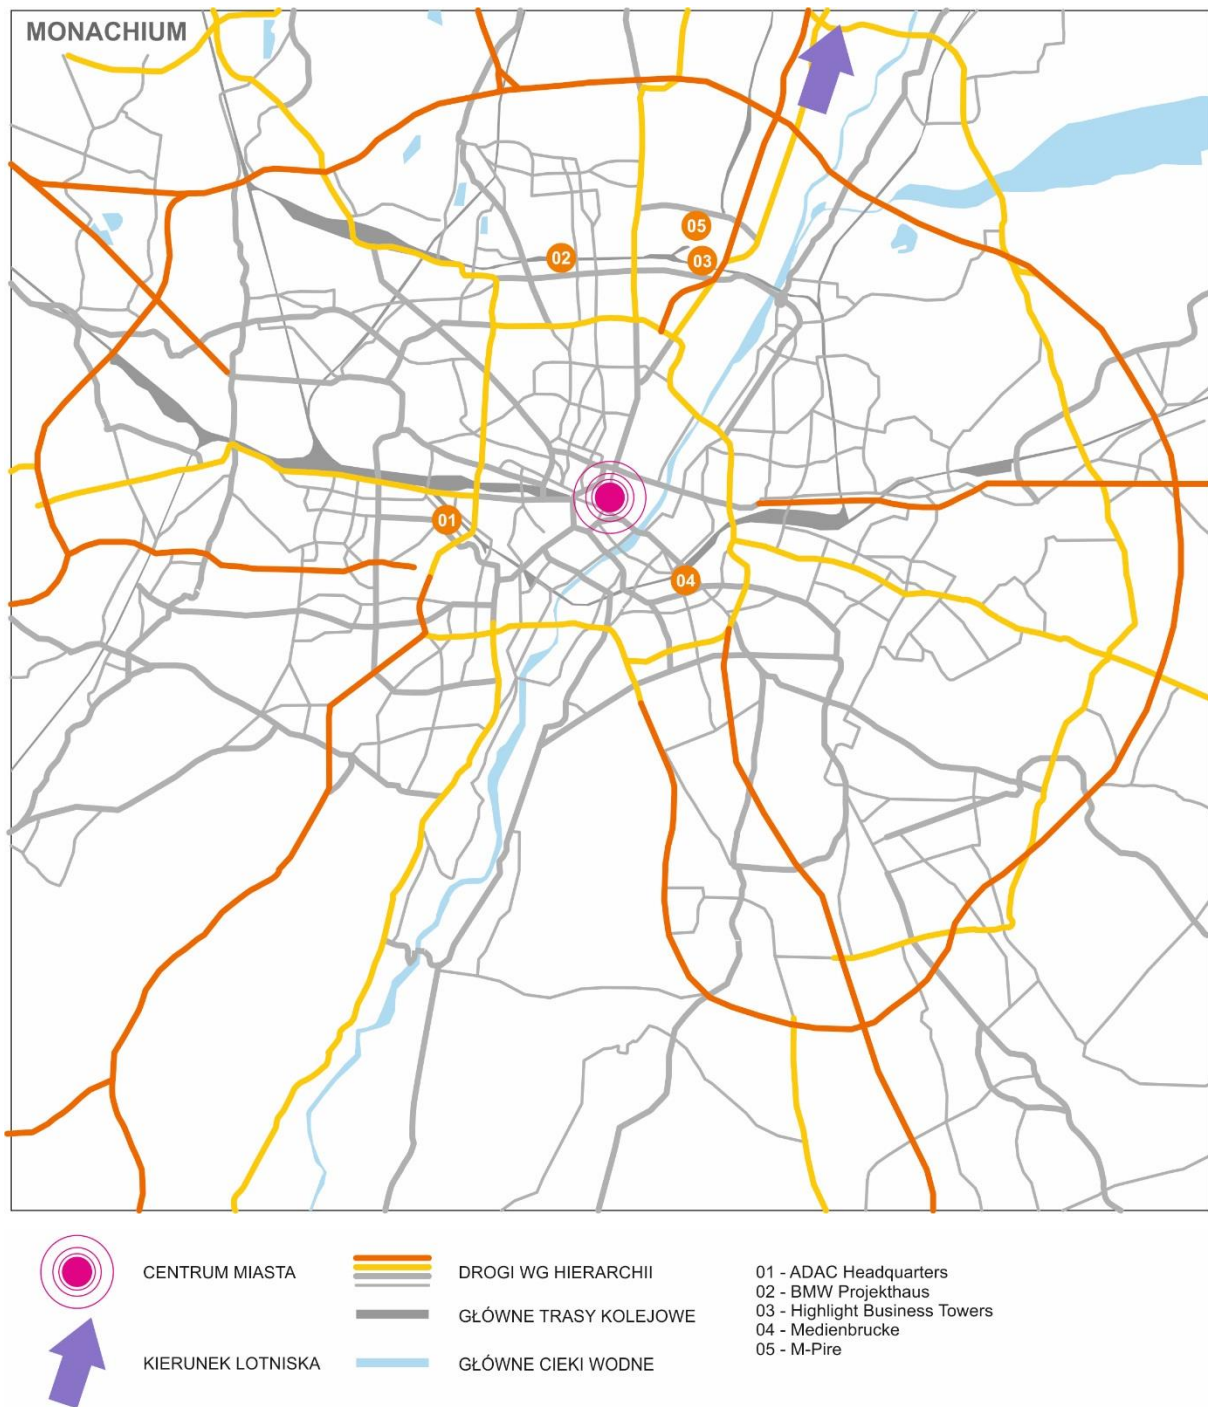 MONACHIUM
05
02
03
01
04
CENTRUM MIASTA
KIERUNEK LOTNISKA
DROGI WG HIERARCHII
GŁÓWNE TRASY KOLEJOWE
GŁÓWNE CIEKI WODNE
01 - ADAC Headquarters
02 - BMW Projekthaus
03 - Highlight Business Towers
04 - Medienbrucke
05 - M-Pire